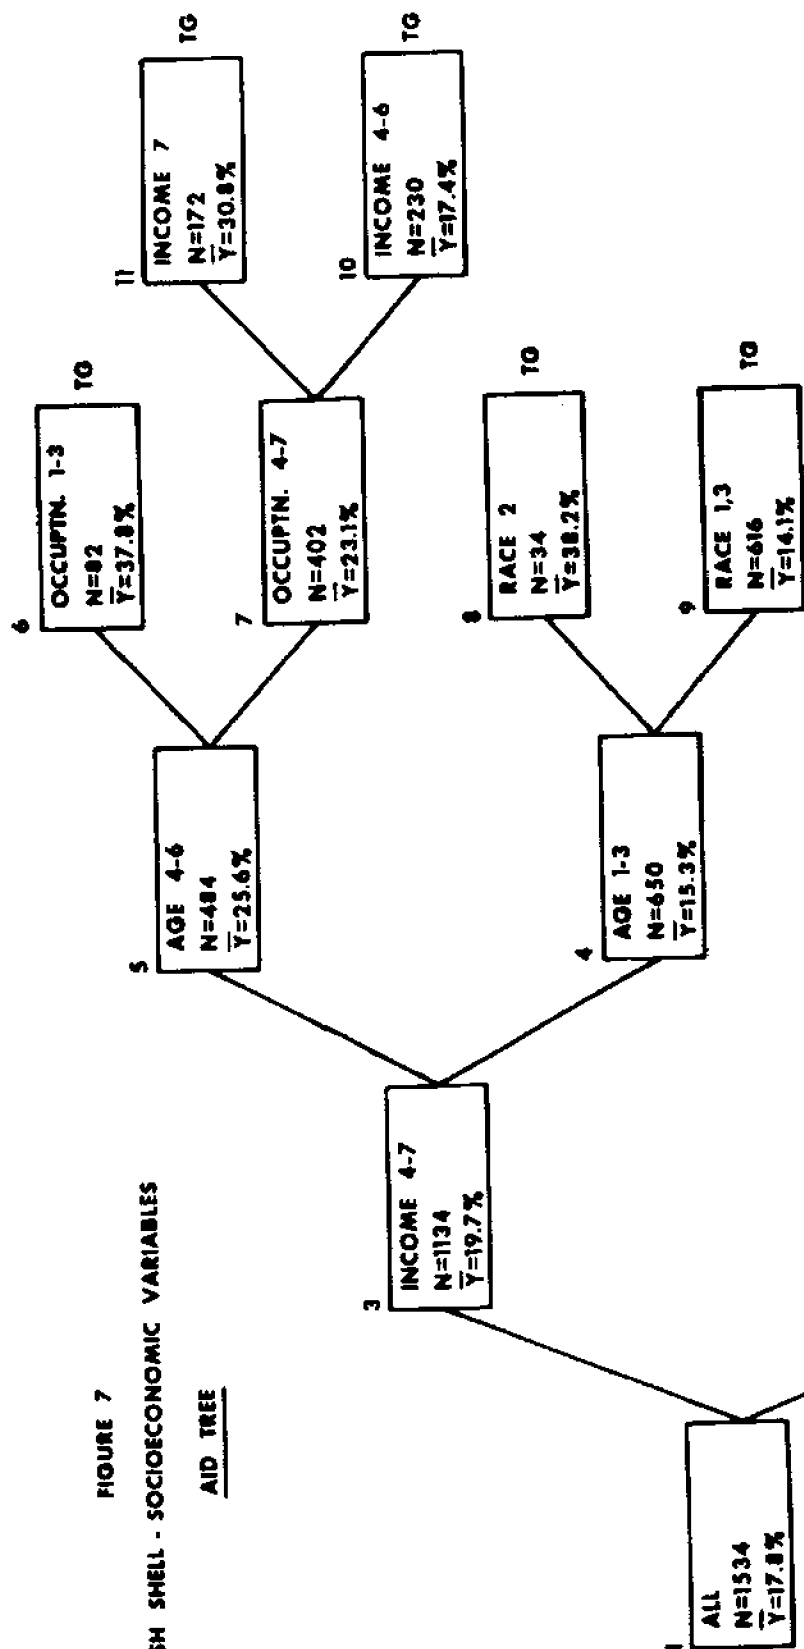 FIGURE 7
SH SHELL - SOCIOECONOMIC VARIABLES
AID TREE
1
ALL
N=1534
Y=17.8%
3
INCOME 4-7
N=1134
Y=19.7%
5
AGE 4-6
N=484
Y=25.6%
4
AGE 1-3
N=650
Y=15.3%
6
OCCUPTN. 1-3
N=82
Y=37.8%
TG
7
OCCUPTN. 4-7
N=402
Y=23.1%
8
RACE 2
N=34
Y=38.2%
TG
9
RACE 1,3
N=616
Y=14.1%
TG
11
INCOME 7
N=172
Y=30.8%
TG
10
INCOME 4-6
N=230
Y=17.4%
TG